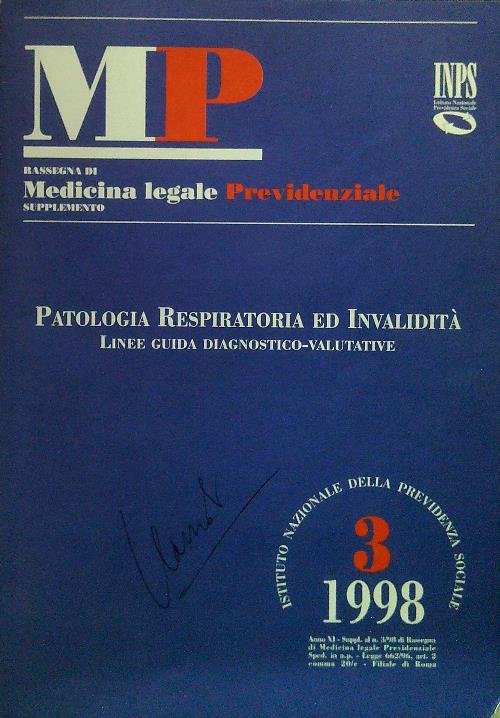 MP
INPS
Istituto Nazionale
Previdenza Sociale
RASSEGNA DI
Medicina legale Previdenziale
SUPPLEMENTO
PATOLOGIA RESPIRATORIA ED INVALIDITÀ
LINEE GUIDA DIAGNOSTICO-VALUTATIVE
ISTITUTO NAZIONALE DELLA PREVIDENZA SOCIALE
3
1998
Anno XI - Suppl. al n. 3/98 di Rassegna
di Medicina legale Previdenziale
Sped. in a.p. - Legge 662/96, art. 2
comma 20/c - Filiale di Roma